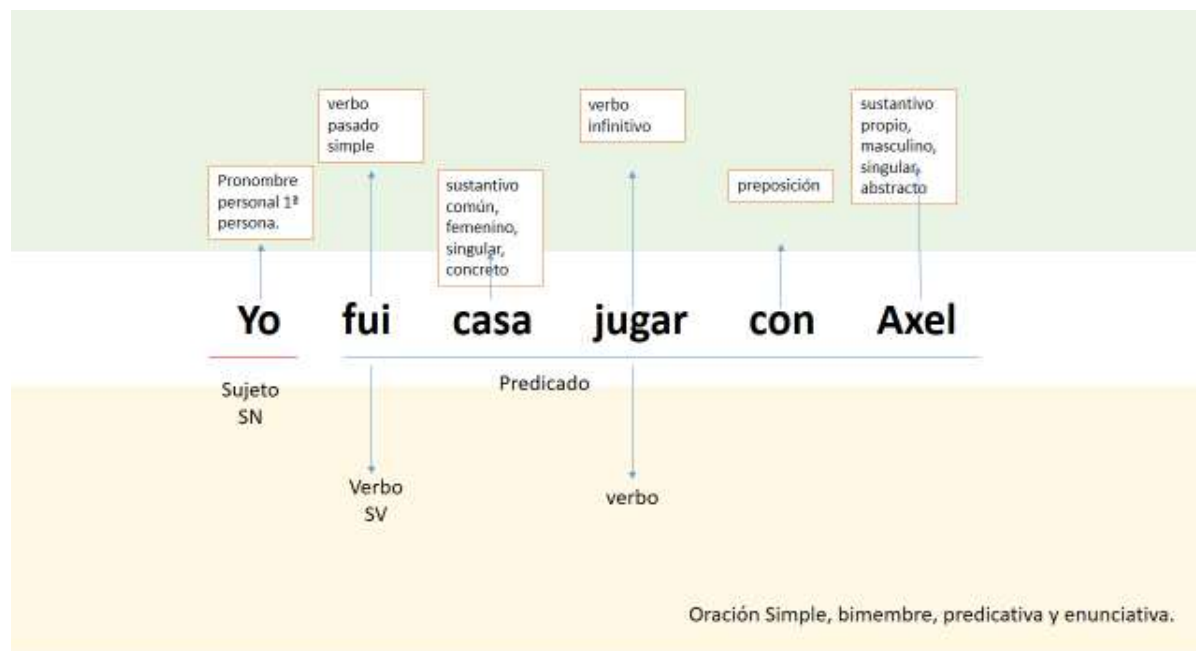 verbo
pasado
simple
verbo
infinitivo
sustantivo
propio,
masculino,
singular,
abstracto
Pronombre
personal 1ª
persona.
sustantivo
común,
femenino,
singular,
concreto
preposición
Yo fui casa jugar con Axel
Sujeto
SN
Predicado
Verbo
SV
verbo
Oración Simple, bimembre, predicativa y enunciativa.